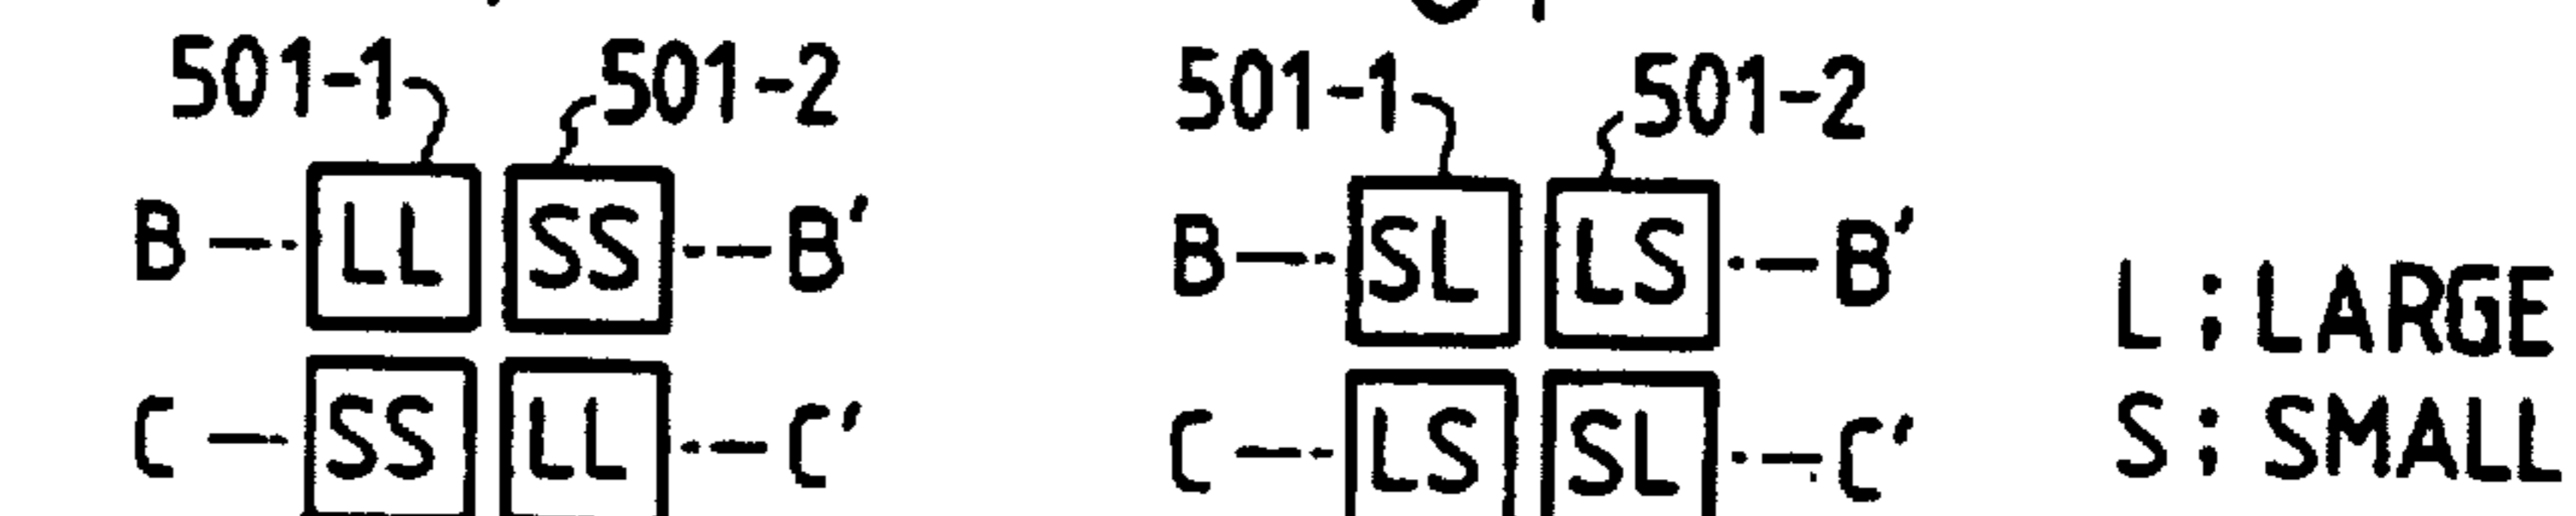 501-1 501-2 501-1 501-2
B LL SS B' B SL LS B'
L ; LARGE
C SS LL C' C LS SL C'
S ; SMALL